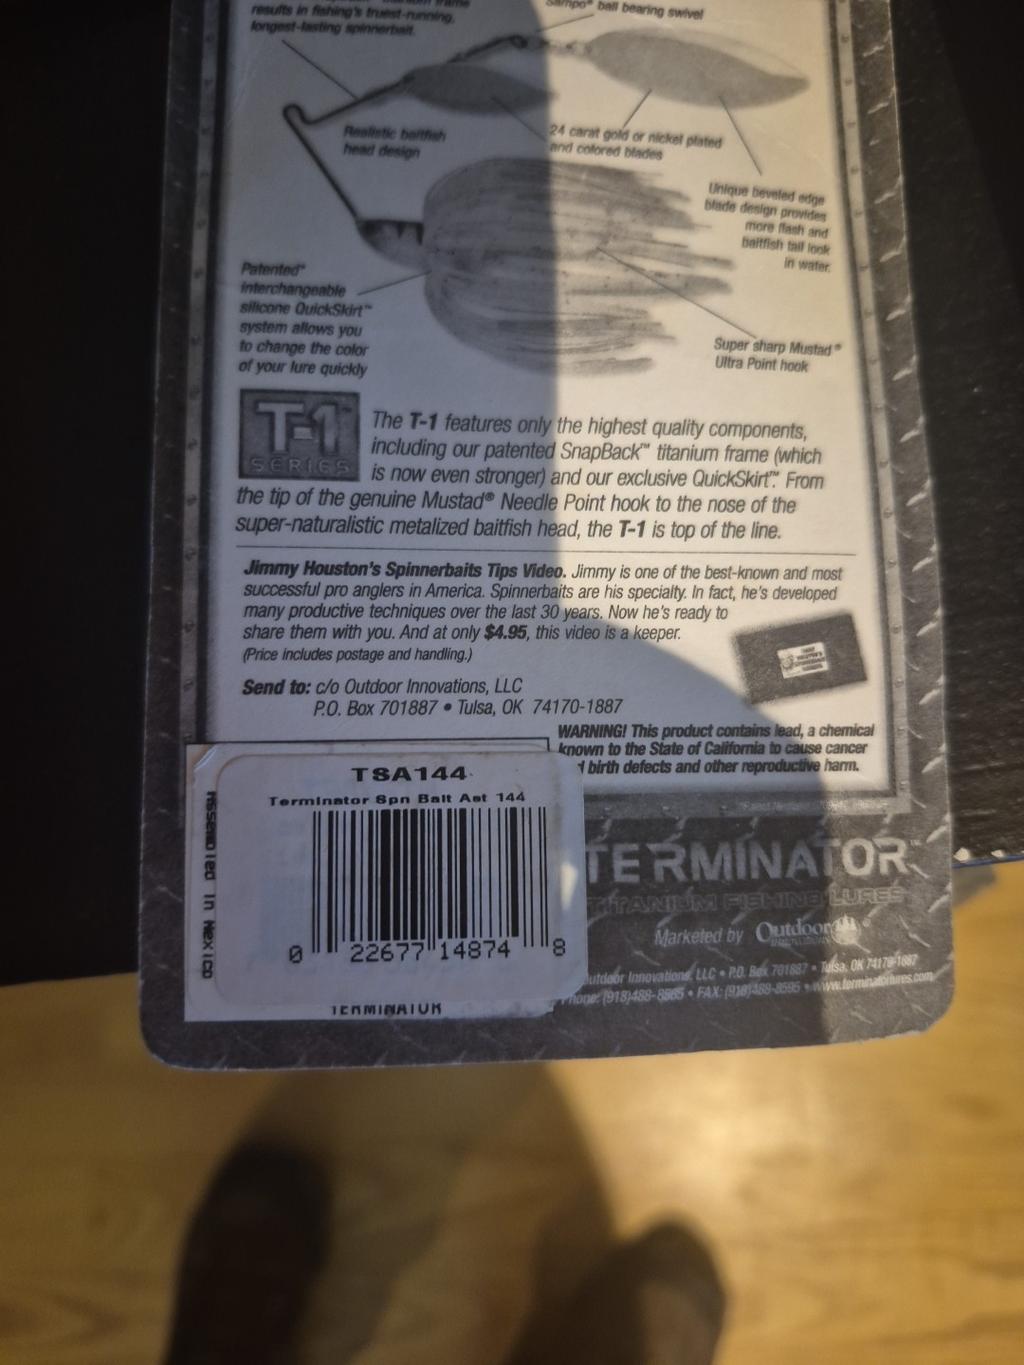 results in fishing's truest-running,
longest-lasting spinnerbait.
Sampo® ball bearing swivel
Realistic baitfish
head design
24 carat gold or nickel plated
and colored blades
Unique beveled edge
blade design provides
more flash and
baitfish tail look
in water.
Patented*
interchangeable
silicone QuickSkirt™
system allows you
to change the color
of your lure quickly
Super sharp Mustad®
Ultra Point hook
T-1™
SERIES
The T-1 features only the highest quality components,
including our patented SnapBack™ titanium frame (which
is now even stronger) and our exclusive QuickSkirt™. From
the tip of the genuine Mustad® Needle Point hook to the nose of the
super-naturalistic metalized baitfish head, the T-1 is top of the line.
Jimmy Houston's Spinnerbaits Tips Video. Jimmy is one of the best-known and most
successful pro anglers in America. Spinnerbaits are his specialty. In fact, he's developed
many productive techniques over the last 30 years. Now he's ready to
share them with you. And at only $4.95, this video is a keeper.
(Price includes postage and handling.)
Send to: c/o Outdoor Innovations, LLC
P.O. Box 701887 • Tulsa, OK 74170-1887
WARNING! This product contains lead, a chemical
known to the State of California to cause cancer
birth defects and other reproductive harm.
TSA144
Terminator Spn Bait Ast 144
0 22677 14874 8
Assembled in Mexico
TERMINATOR
TERMINATOR™
TITANIUM FISHING LURES
Marketed by Outdoor
Outdoor Innovations, LLC • P.O. Box 701887 • Tulsa, OK 74170-1887
Phone: (918)488-8565 • FAX: (918)488-8595 • www.terminatorlures.com